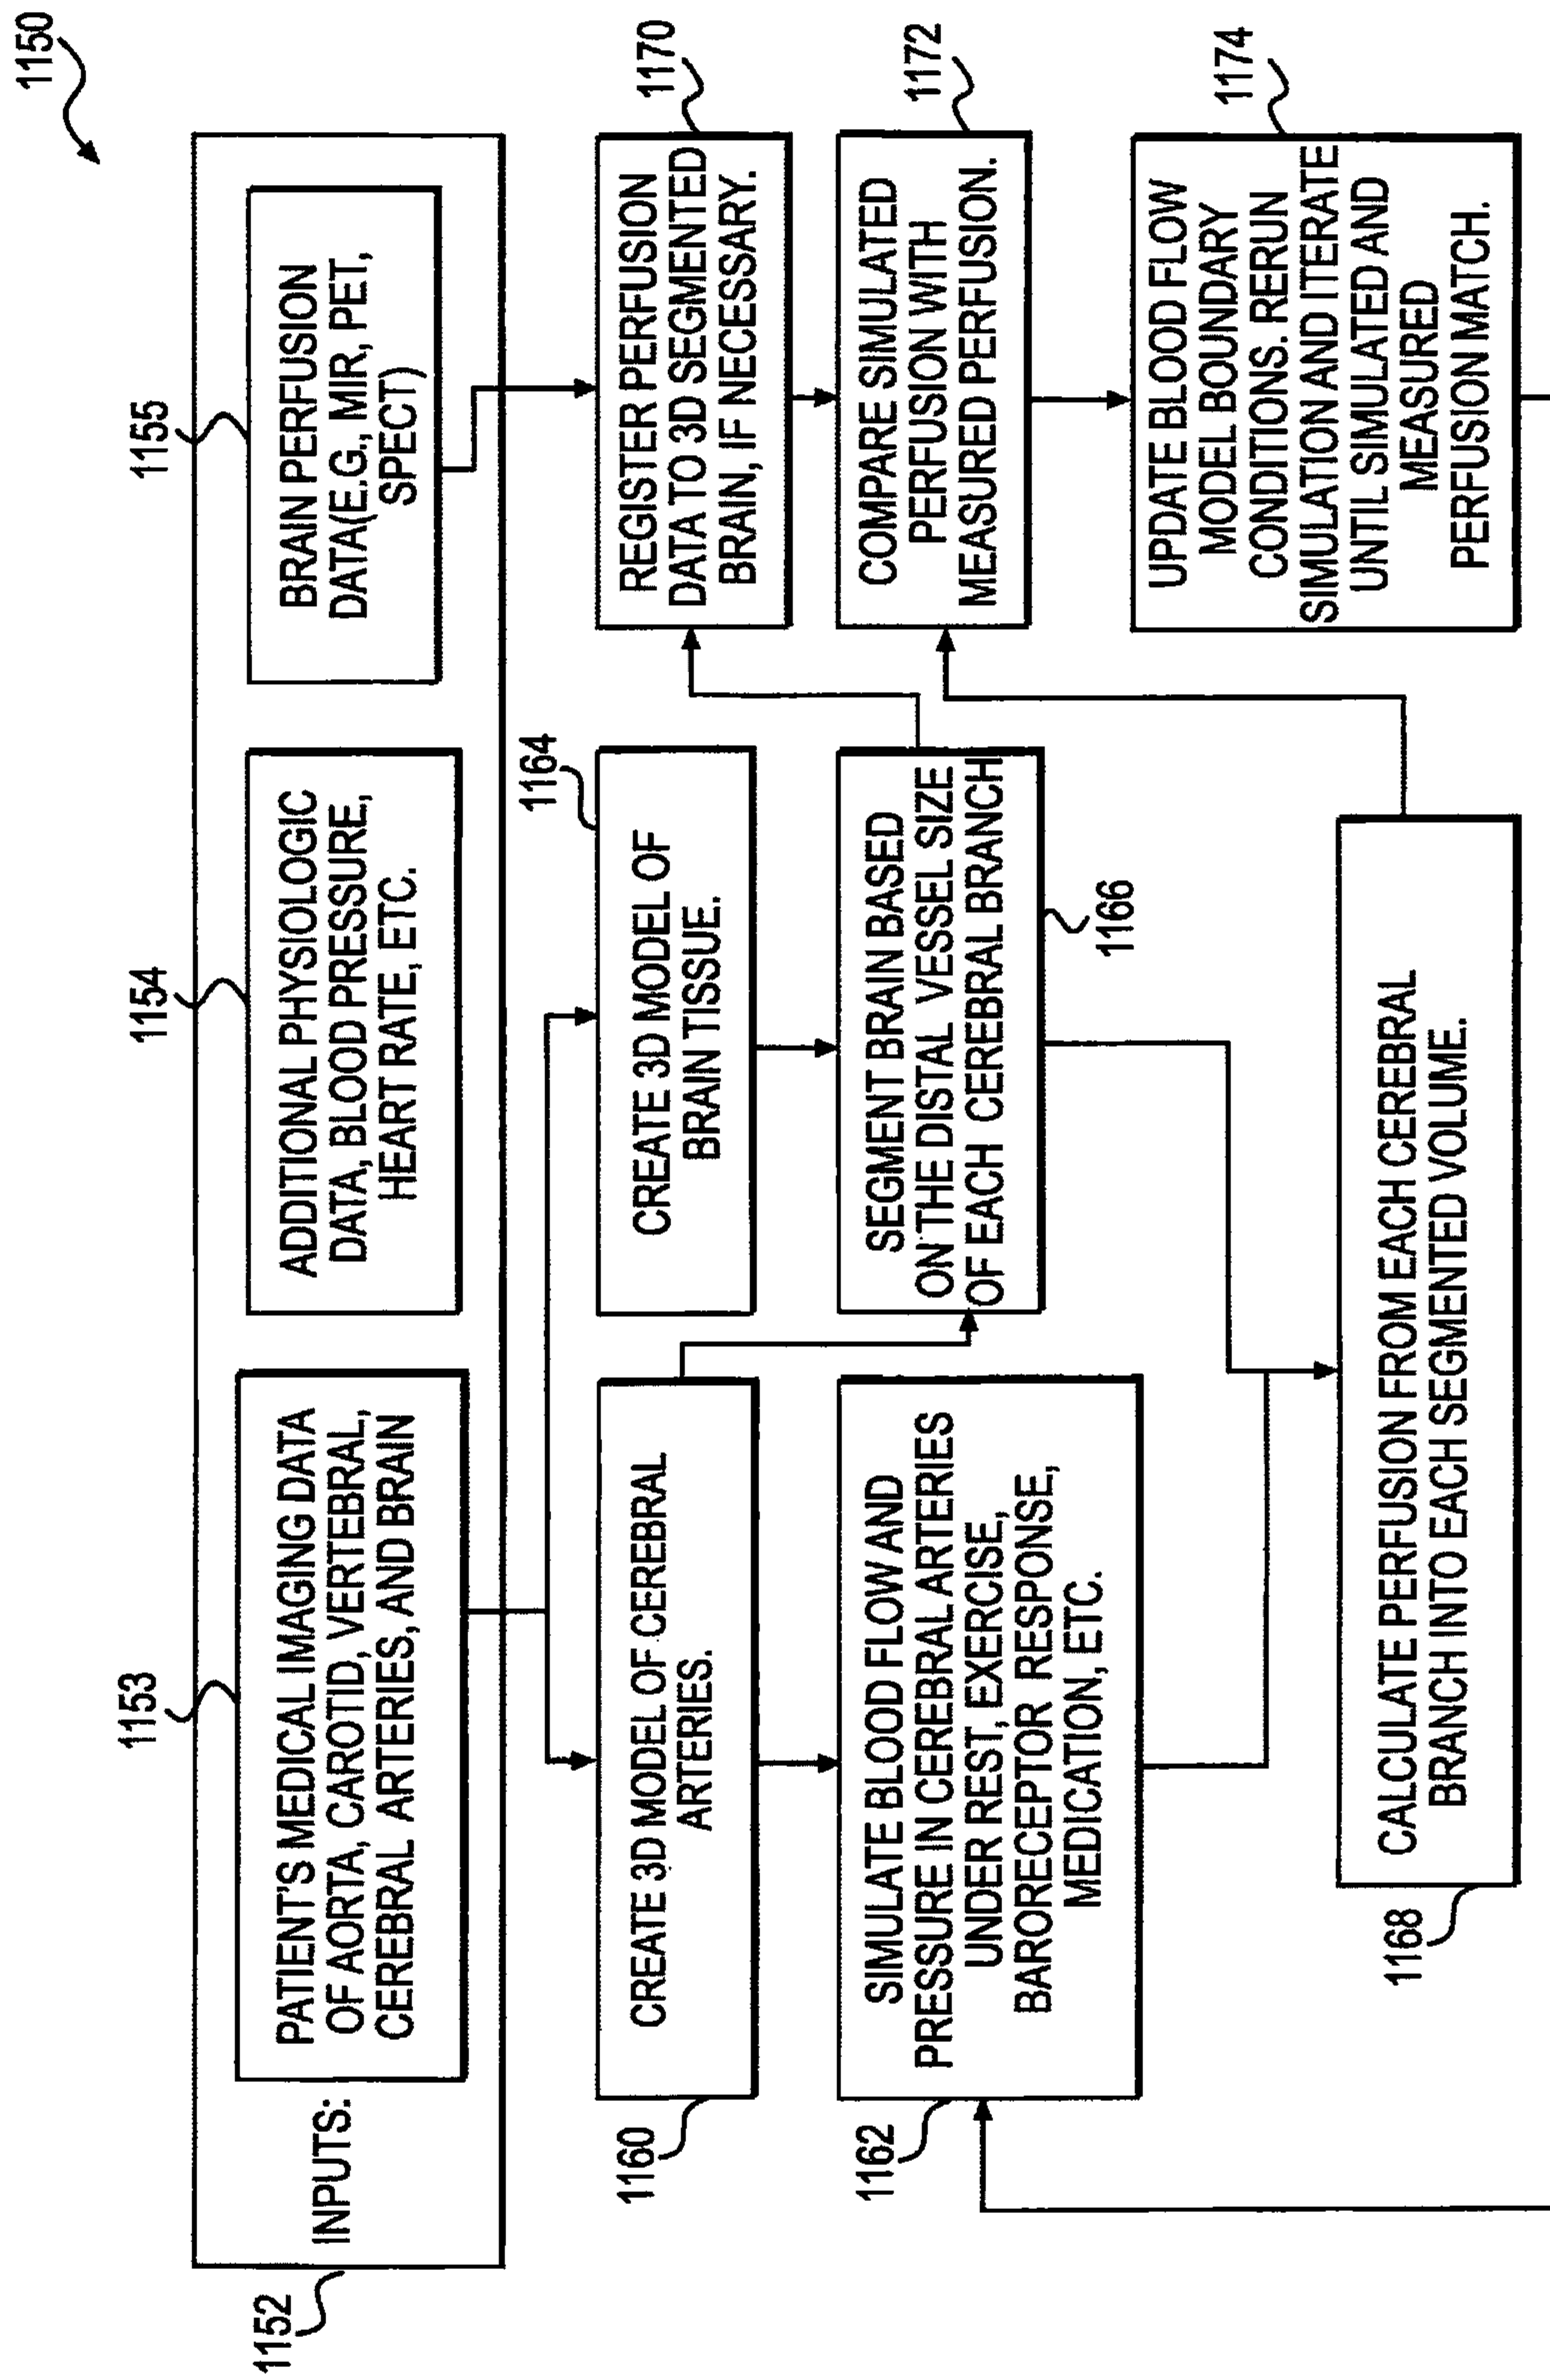 1150
1152
INPUTS:
1153
PATIENT'S MEDICAL IMAGING DATA
OF AORTA, CAROTID, VERTEBRAL,
CEREBRAL ARTERIES, AND BRAIN
1154
ADDITIONAL PHYSIOLOGIC
DATA, BLOOD PRESSURE,
HEART RATE, ETC.
1155
BRAIN PERFUSION
DATA(E.G., MIR, PET,
SPECT)
1160
CREATE 3D MODEL OF CEREBRAL
ARTERIES.
1164
CREATE 3D MODEL OF
BRAIN TISSUE.
1170
REGISTER PERFUSION
DATA TO 3D SEGMENTED
BRAIN, IF NECESSARY.
1162
SIMULATE BLOOD FLOW AND
PRESSURE IN CEREBRAL ARTERIES
UNDER REST, EXERCISE,
BARORECEPTOR RESPONSE,
MEDICATION, ETC.
SEGMENT BRAIN BASED
ON THE DISTAL VESSEL SIZE
OF EACH CEREBRAL BRANCH
1166
1172
COMPARE SIMULATED
PERFUSION WITH
MEASURED PERFUSION.
1168
CALCULATE PERFUSION FROM EACH CEREBRAL
BRANCH INTO EACH SEGMENTED VOLUME.
1174
UPDATE BLOOD FLOW
MODEL BOUNDARY
CONDITIONS. RERUN
SIMULATION AND ITERATE
UNTIL SIMULATED AND
MEASURED
PERFUSION MATCH.